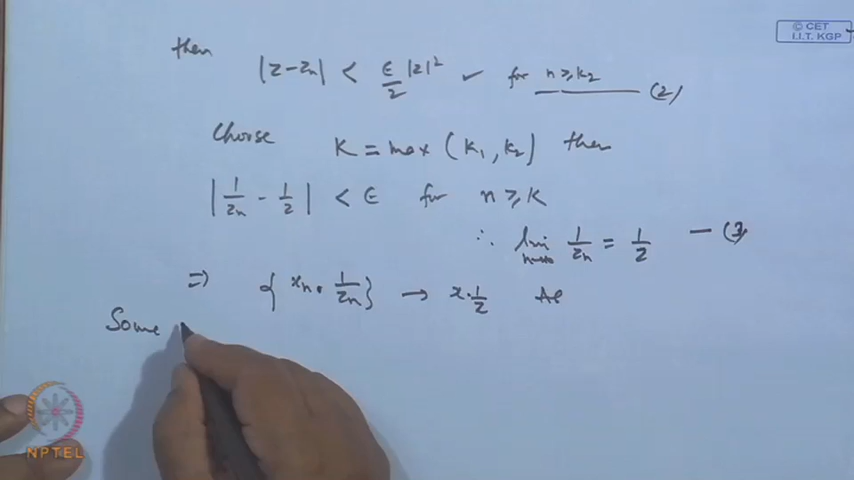 © CET
I.I.T. KGP
then |z-zₙ| < ε/2 |z|² ✓ for n ≥ k₂ (2)
Choose K = max (k₁, k₂) then
|1/zₙ - 1/z| < ε for n ≥ K
∴ lim n→∞ 1/zₙ = 1/z — (3)
⇒ {xₙ · 1/zₙ} → x · 1/z
Some
NPTEL